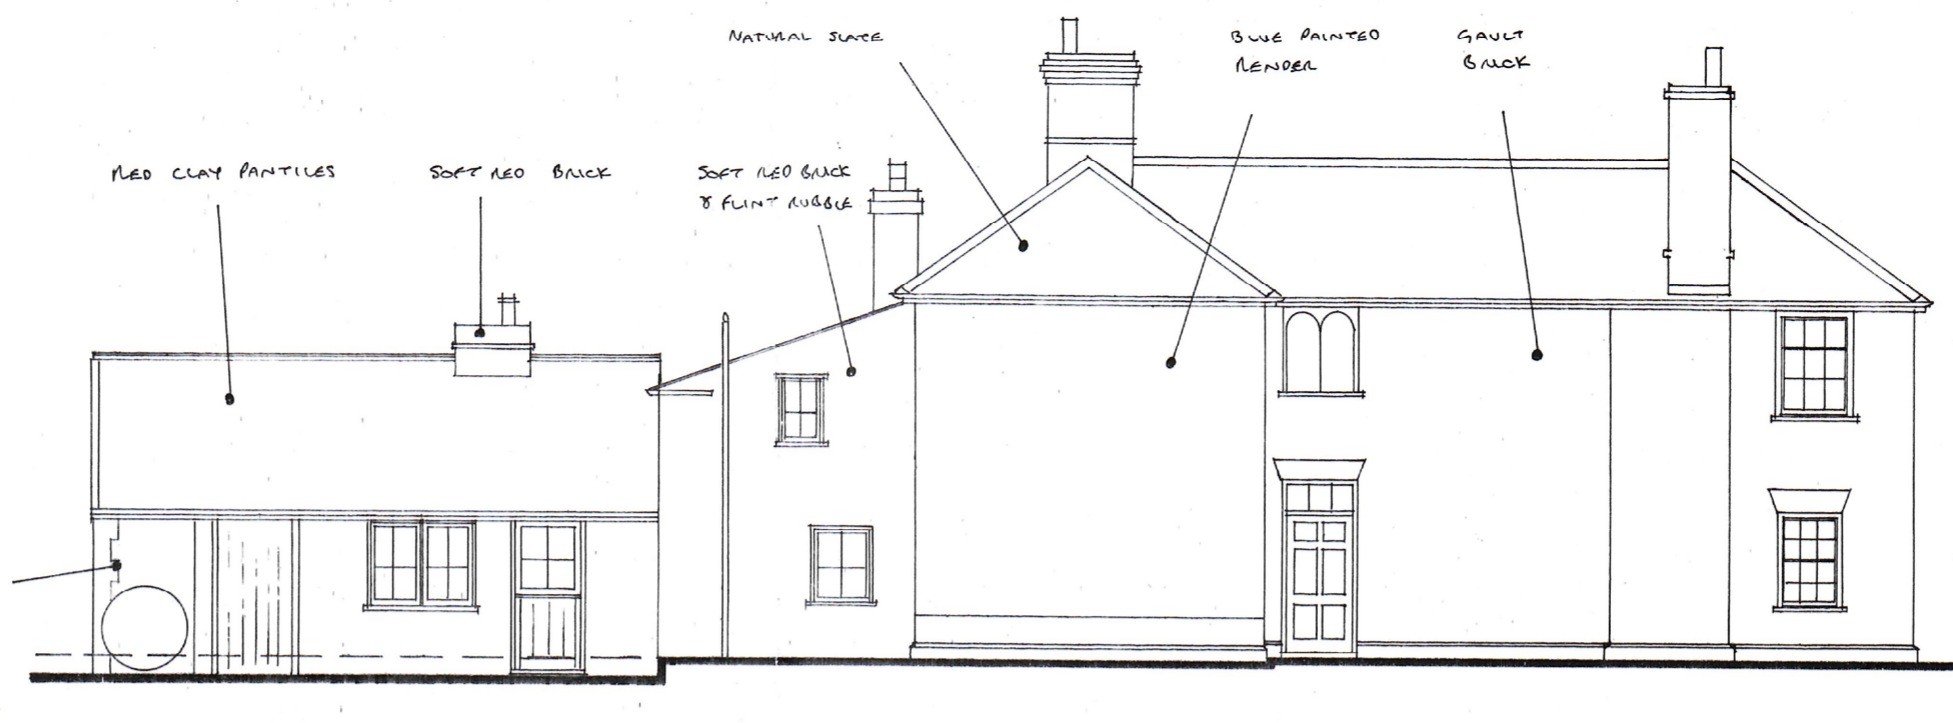 NATURAL SLATE
BLUE PAINTED
RENDER
GAULT
BRICK
RED CLAY PANTILES
SOFT RED BRICK
SOFT RED BRICK
& FLINT RUBBLE